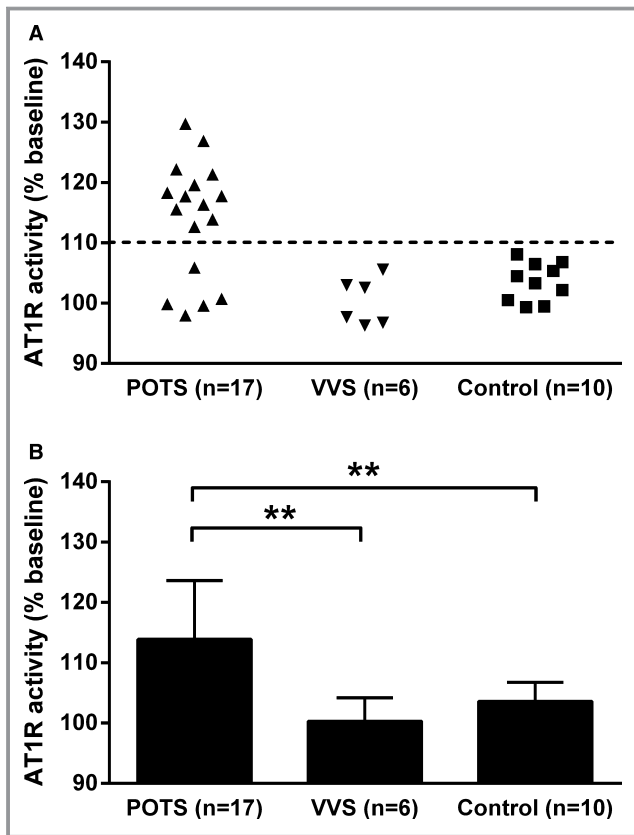 A
AT1R activity (% baseline)
140
130
120
110
100
90
POTS (n=17) VVS (n=6) Control (n=10)
B
AT1R activity (% baseline)
140
130
120
110
100
90
**
**
POTS (n=17) VVS (n=6) Control (n=10)